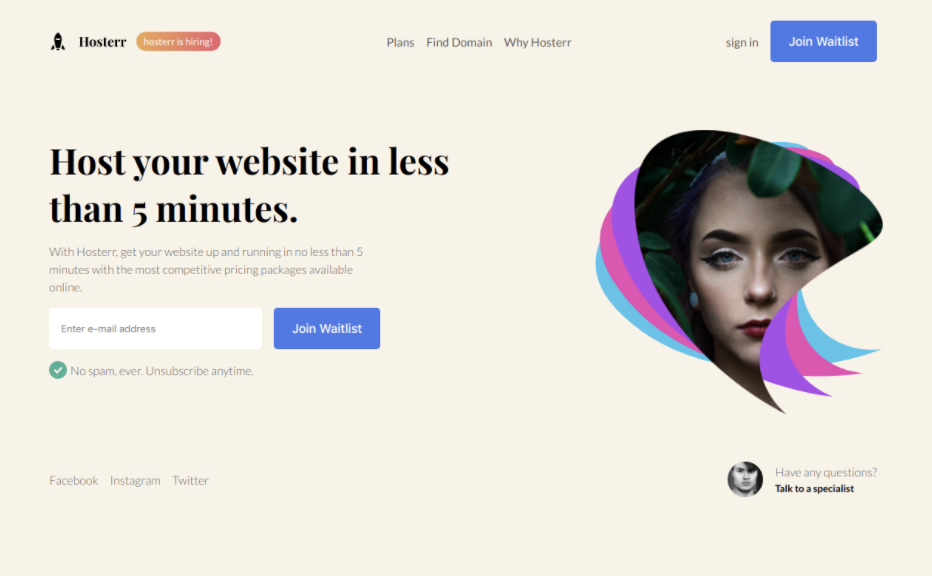 Hosterr
hosterr is hiring!
Plans
Find Domain
Why Hosterr
sign in
Join Waitlist
Host your website in less
than 5 minutes.
With Hosterr, get your website up and running in no less than 5
minutes with the most competitive pricing packages available
online.
Enter e-mail address
Join Waitlist
No spam, ever. Unsubscribe anytime.
Facebook
Instagram
Twitter
Have any questions?
Talk to a specialist